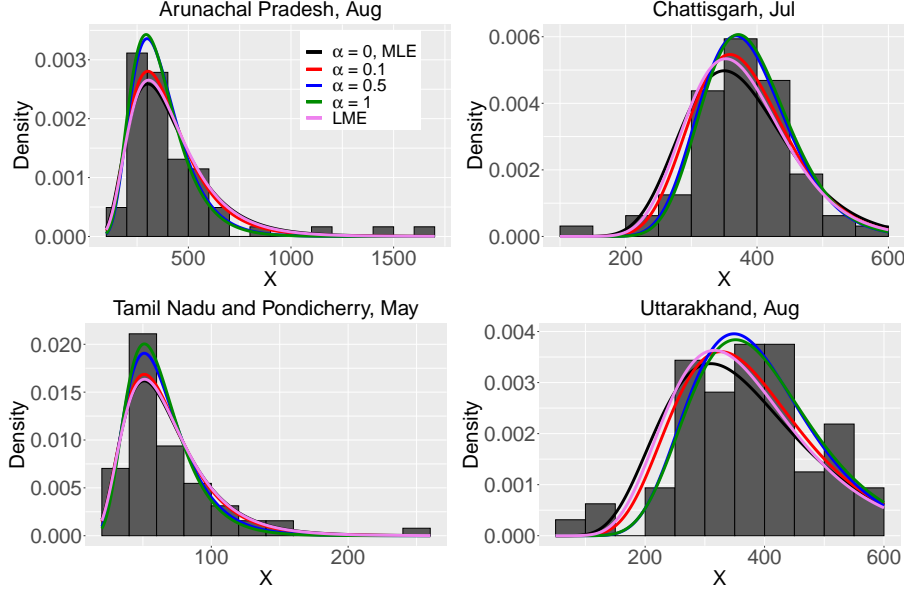 Arunachal Pradesh, Aug
Density
0.003
0.002
0.001
0.000
500
1000
1500
X
α = 0, MLE
α = 0.1
α = 0.5
α = 1
LME
Chattisgarh, Jul
Density
0.006
0.004
0.002
0.000
200
400
600
X
Tamil Nadu and Pondicherry, May
Density
0.020
0.015
0.010
0.005
0.000
100
200
X
Uttarakhand, Aug
Density
0.004
0.003
0.002
0.001
0.000
200
400
600
X